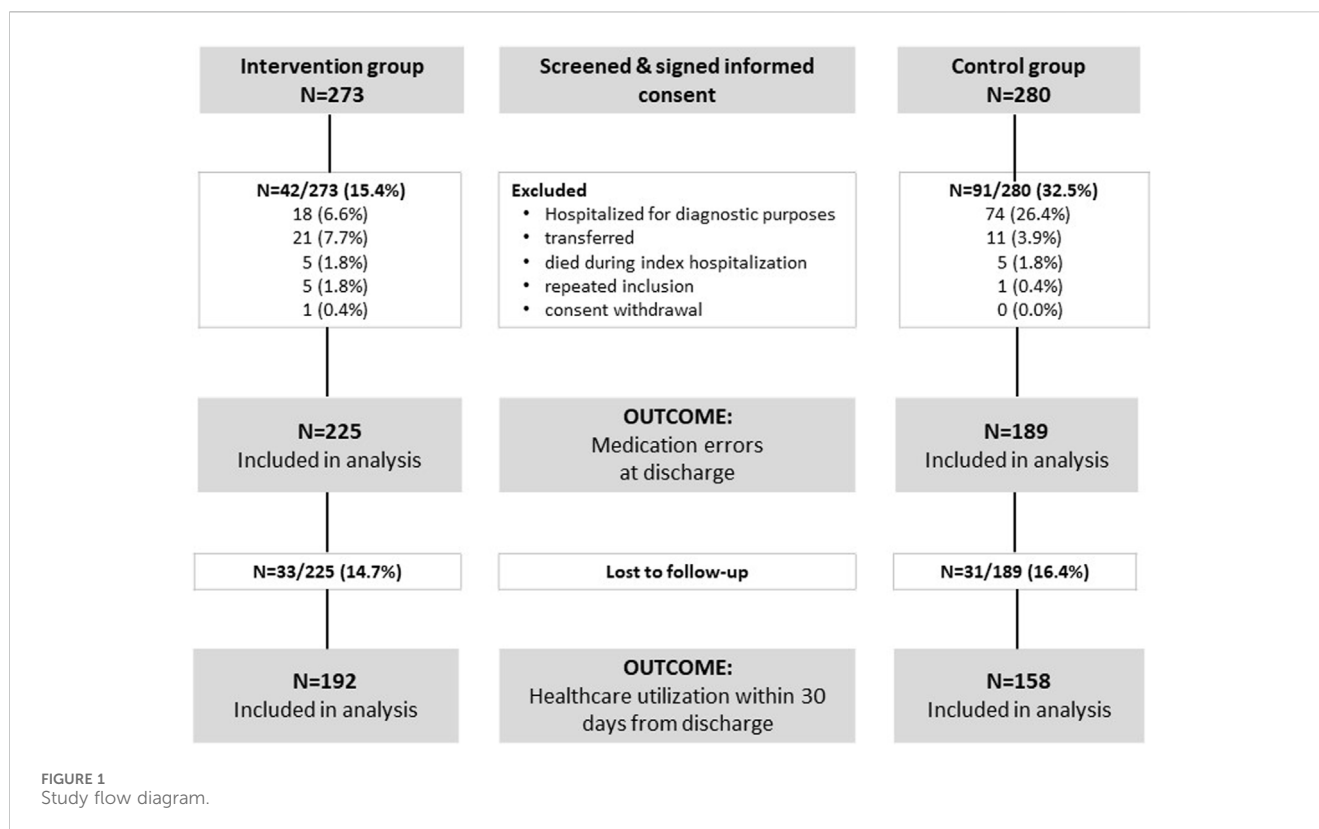 Intervention group
N=273
Screened & signed informed
consent
Control group
N=280
N=42/273 (15.4%)
18 (6.6%)
21 (7.7%)
5 (1.8%)
5 (1.8%)
1 (0.4%)
Excluded
• Hospitalized for diagnostic purposes
• transferred
• died during index hospitalization
• repeated inclusion
• consent withdrawal
N=91/280 (32.5%)
74 (26.4%)
11 (3.9%)
5 (1.8%)
1 (0.4%)
0 (0.0%)
N=225
Included in analysis
OUTCOME:
Medication errors
at discharge
N=189
Included in analysis
N=33/225 (14.7%)
Lost to follow-up
N=31/189 (16.4%)
N=192
Included in analysis
OUTCOME:
Healthcare utilization within 30
days from discharge
N=158
Included in analysis
FIGURE 1
Study flow diagram.